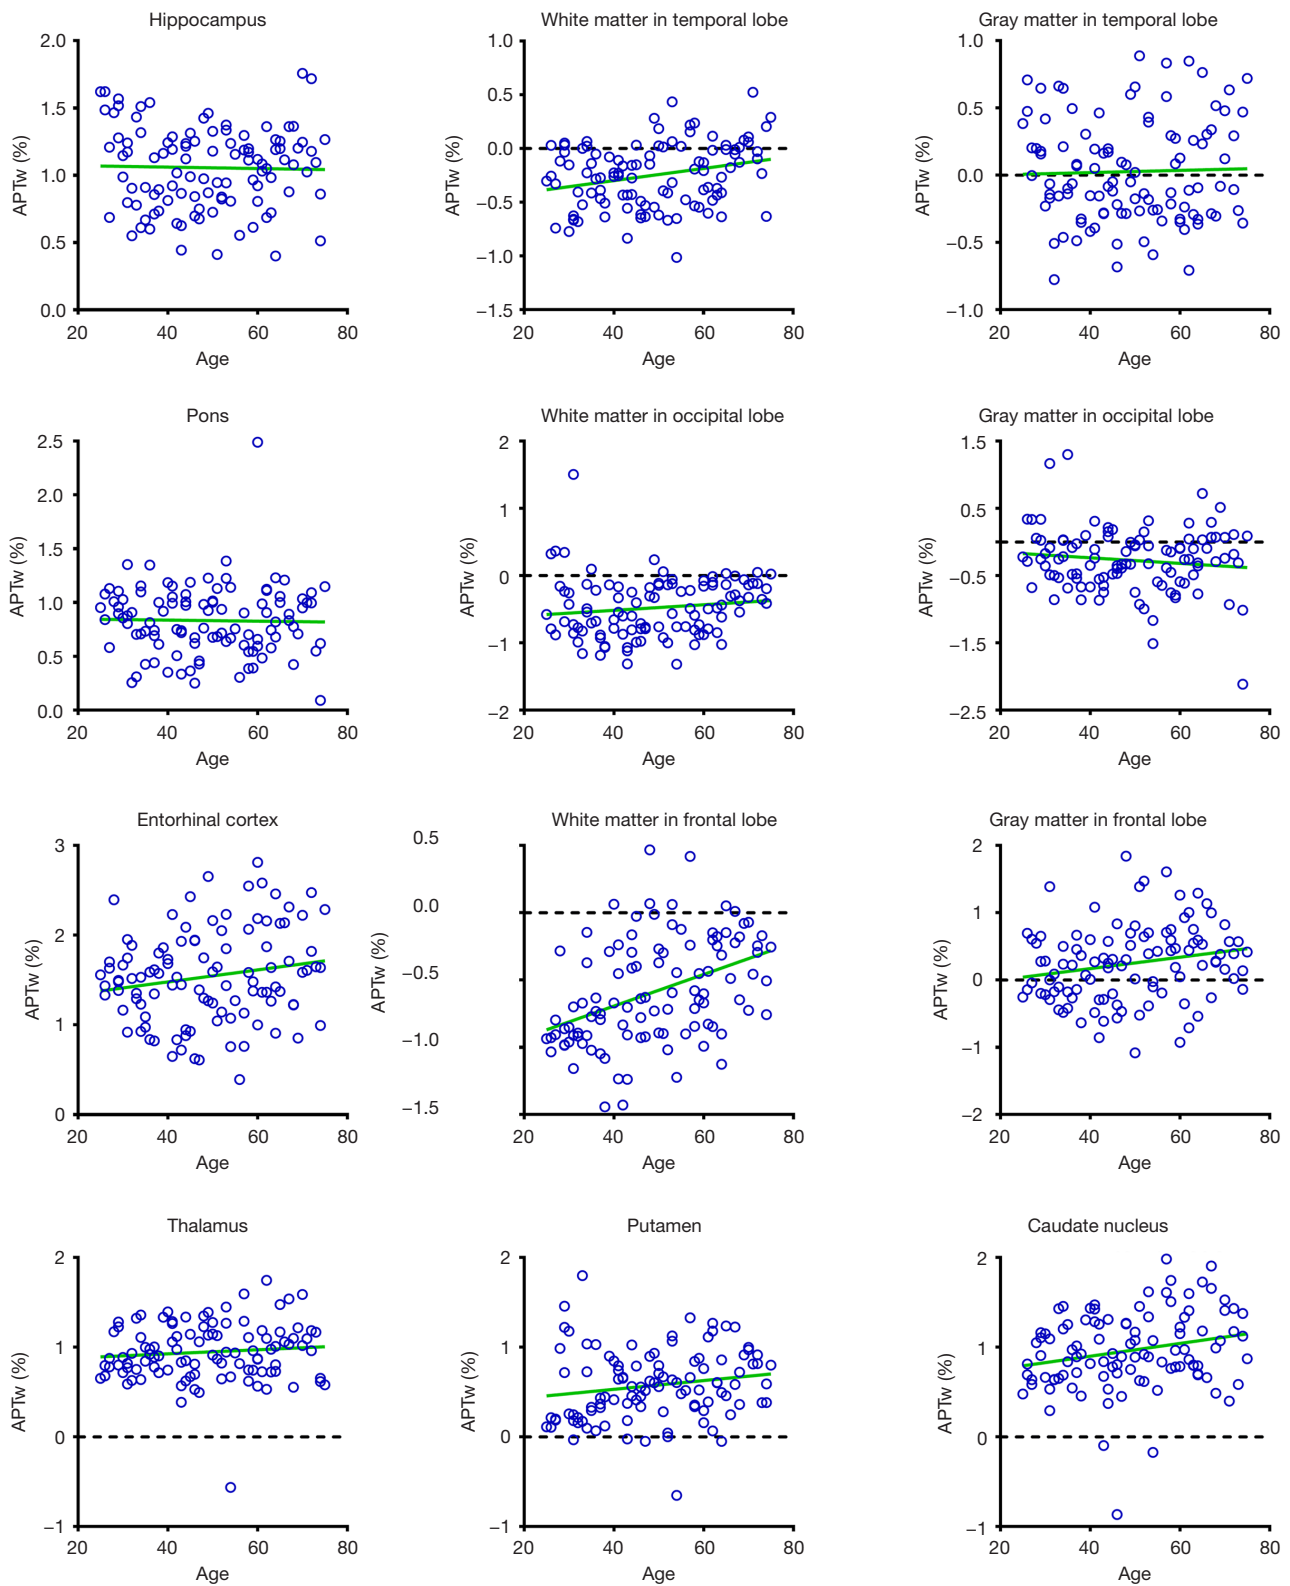 Hippocampus
White matter in temporal lobe
Gray matter in temporal lobe
APTw (%)
2.0
1.5
1.0
0.5
0.0
20 40 60 80
Age
APTw (%)
1.0
0.5
0.0
−0.5
−1.0
−1.5
20 40 60 80
Age
APTw (%)
1.0
0.5
0.0
−0.5
−1.0
20 40 60 80
Age
Pons
White matter in occipital lobe
Gray matter in occipital lobe
APTw (%)
2.5
2.0
1.5
1.0
0.5
0.0
20 40 60 80
Age
APTw (%)
2
1
0
−1
−2
20 40 60 80
Age
APTw (%)
1.5
0.5
−0.5
−1.5
−2.5
20 40 60 80
Age
Entorhinal cortex
White matter in frontal lobe
Gray matter in frontal lobe
APTw (%)
3
2
1
0
20 40 60 80
Age
APTw (%)
0.5
0.0
−0.5
−1.0
−1.5
20 40 60 80
Age
APTw (%)
2
1
0
−1
−2
20 40 60 80
Age
Thalamus
Putamen
Caudate nucleus
APTw (%)
2
1
0
−1
20 40 60 80
Age
APTw (%)
2
1
0
−1
20 40 60 80
Age
APTw (%)
2
1
0
−1
20 40 60 80
Age